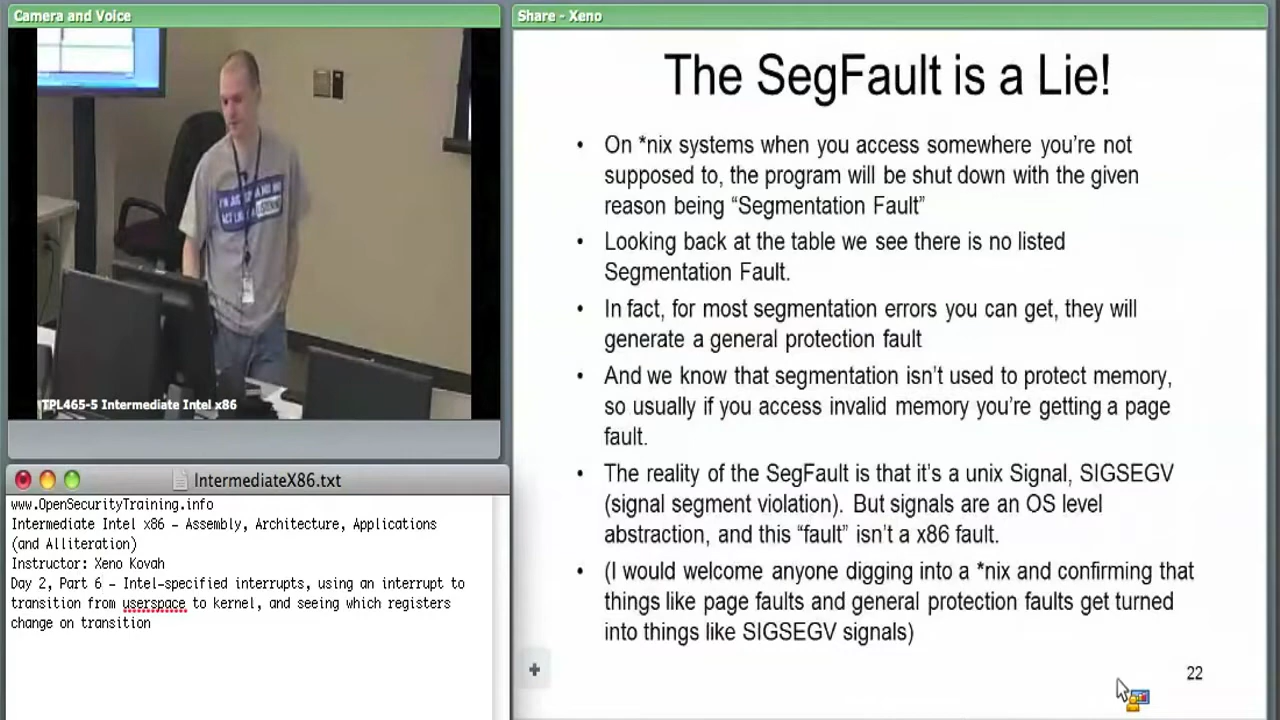 Camera and Voice
TPL465-5 Intermediate Intel x86
IntermediateX86.txt
www.OpenSecurityTraining.info
Intermediate Intel x86 – Assembly, Architecture, Applications
(and Alliteration)
Instructor: Xeno Kovah
Day 2, Part 6 – Intel-specified interrupts, using an interrupt to
transition from userspace to kernel, and seeing which registers
change on transition
Share - Xeno
The SegFault is a Lie!
• On *nix systems when you access somewhere you're not
supposed to, the program will be shut down with the given
reason being “Segmentation Fault”
• Looking back at the table we see there is no listed
Segmentation Fault.
• In fact, for most segmentation errors you can get, they will
generate a general protection fault
• And we know that segmentation isn't used to protect memory,
so usually if you access invalid memory you're getting a page
fault.
• The reality of the SegFault is that it's a unix Signal, SIGSEGV
(signal segment violation). But signals are an OS level
abstraction, and this “fault” isn't a x86 fault.
• (I would welcome anyone digging into a *nix and confirming that
things like page faults and general protection faults get turned
into things like SIGSEGV signals)
22